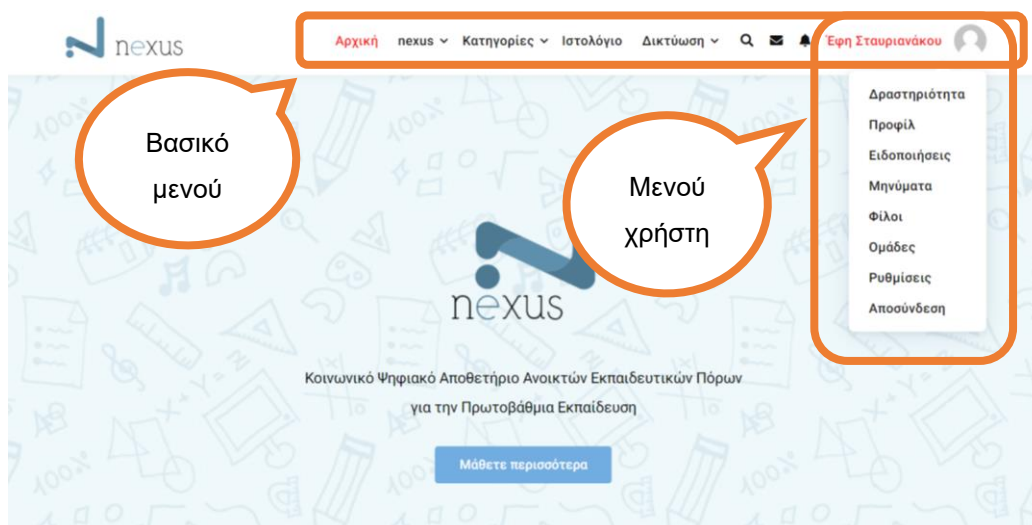 nexus
Αρχική nexus Κατηγορίες Ιστολόγιο Δικτύωση Έφη Σταυριανάκου
Δραστηριότητα
Προφίλ
Ειδοποιήσεις
Μηνύματα
Φίλοι
Ομάδες
Ρυθμίσεις
Αποσύνδεση
Βασικό
μενού
Μενού
χρήστη
nexus
Κοινωνικό Ψηφιακό Αποθετήριο Ανοικτών Εκπαιδευτικών Πόρων
για την Πρωτοβάθμια Εκπαίδευση
Μάθετε περισσότερα